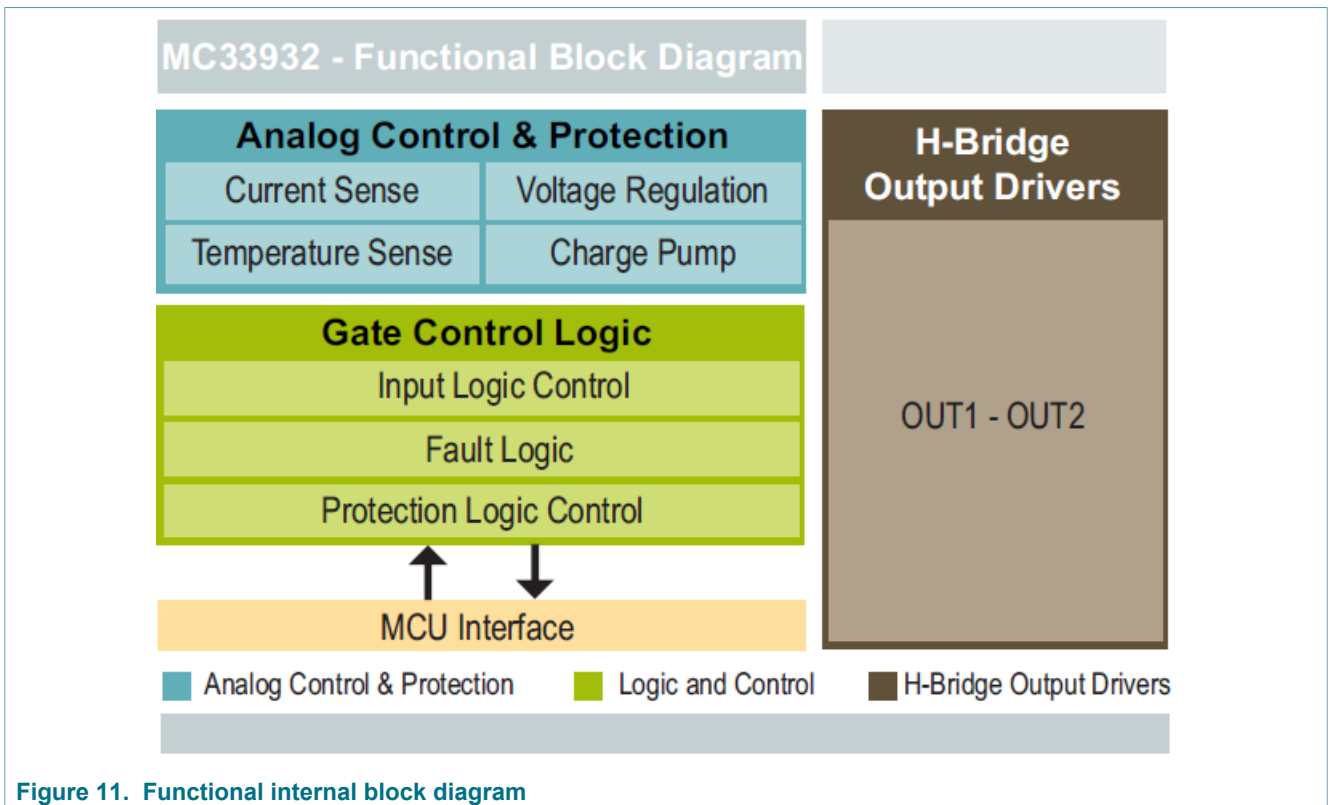 MC33932 - Functional Block Diagram
Analog Control & Protection
Current Sense
Voltage Regulation
Temperature Sense
Charge Pump
Gate Control Logic
Input Logic Control
Fault Logic
Protection Logic Control
MCU Interface
H-Bridge
Output Drivers
OUT1 - OUT2
Analog Control & Protection
Logic and Control
H-Bridge Output Drivers
Figure 11. Functional internal block diagram